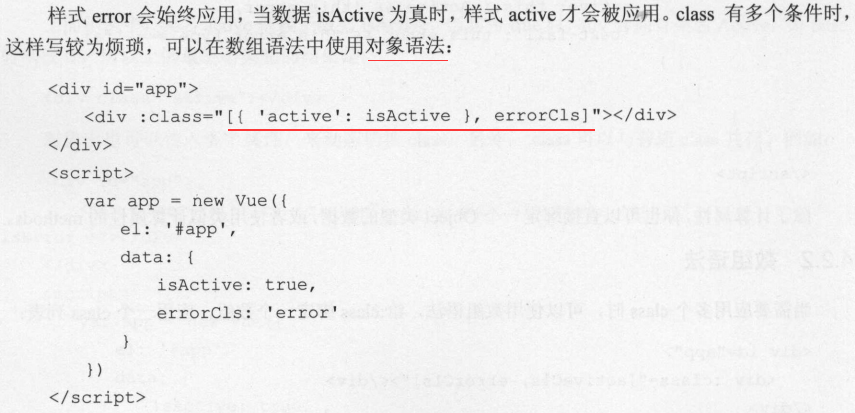 样式 error 会始终应用，当数据 isActive 为真时，样式 active 才会被应用。class 有多个条件时，
这样写较为烦琐，可以在数组语法中使用对象语法：
<div id="app">
<div :class="[{ 'active': isActive }, errorCls]"></div>
</div>
<script>
var app = new Vue({
el: '#app',
data: {
isActive: true,
errorCls: 'error'
}
})
</script>